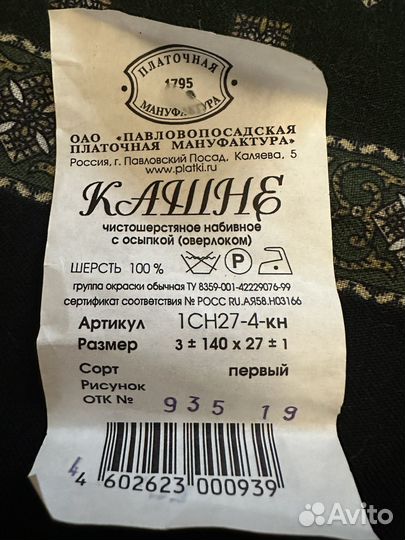 ПЛАТОЧНАЯ
1795
МАНУФАКТУРА
ОАО «ПАВЛОВОПОСАДСКАЯ
ПЛАТОЧНАЯ МАНУФАКТУРА»
Россия, г. Павловский Посад, Каляева, 5
www.platki.ru
КАШНЕ
чистошерстяное набивное
с осыпкой (оверлоком)
ШЕРСТЬ 100 % P
группа окраски обычная ТУ 8359-001-42229076-99
сертификат соответствия № РОСС RU.АЯ58.Н03166
Артикул 1СН27-4-кн
Размер 3 ± 140 x 27 ± 1
Сорт первый
Рисунок
ОТК № 935 19
4 602623 000939
Avito